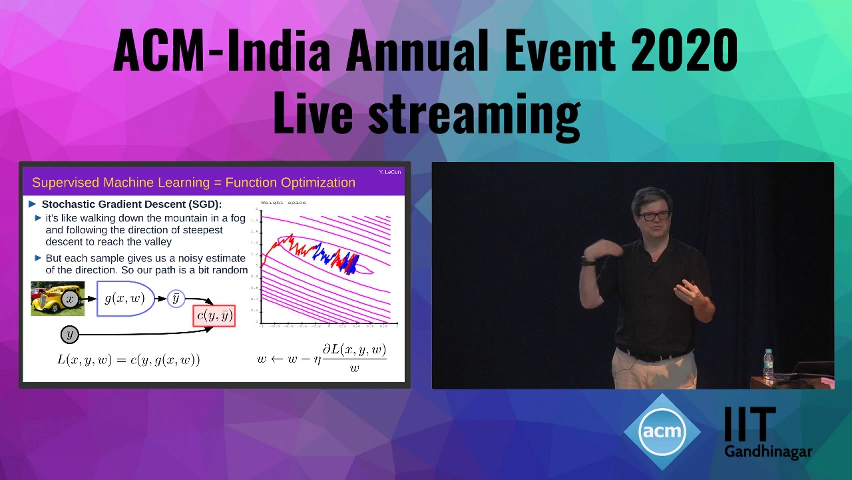 ACM-India Annual Event 2020
Live streaming
Y. LeCun
Supervised Machine Learning = Function Optimization
Stochastic Gradient Descent (SGD):
it's like walking down the mountain in a fog
and following the direction of steepest
descent to reach the valley
But each sample gives us a noisy estimate
of the direction. So our path is a bit random
Weight space
x
g(x, w)
ȳ
c(y, ȳ)
y
L(x, y, w) = c(y, g(x, w))
w ← w − η ∂L(x, y, w) / w
acm
IIT
Gandhinagar